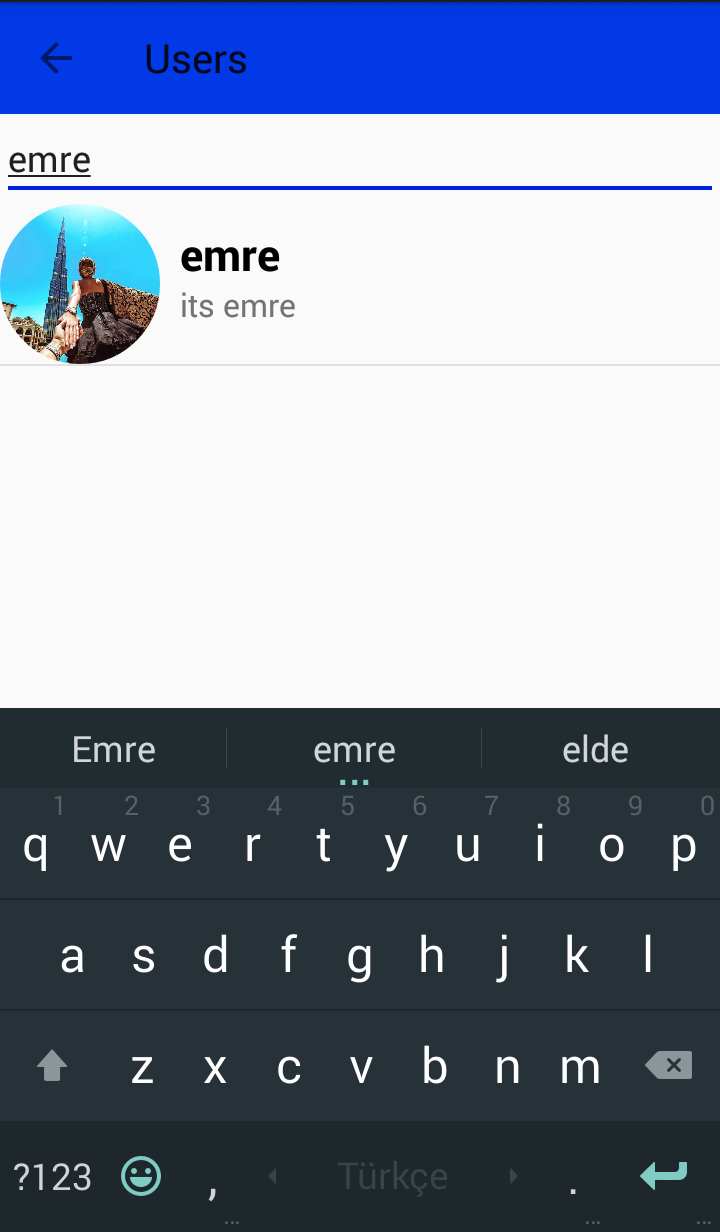 Users
emre
emre
its emre
Emre emre elde
1 2 3 4 5 6 7 8 9 0
q w e r t y u i o p
a s d f g h j k l
z x c v b n m
?123 , Türkçe .